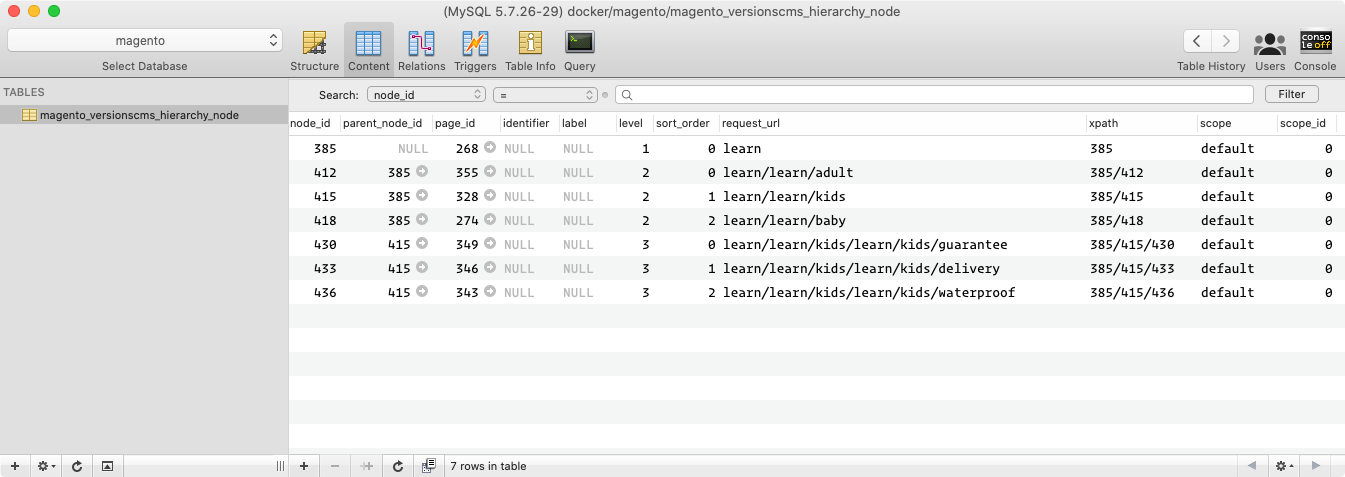 (MySQL 5.7.26-29) docker/magento/magento_versionscms_hierarchy_node
magento
Select Database
Structure Content Relations Triggers Table Info Query
Table History Users Console
conso
le off
TABLES
magento_versionscms_hierarchy_node
Search: node_id = Filter
node_id parent_node_id page_id identifier label level sort_order request_url xpath scope scope_id
385 NULL 268 NULL NULL 1 0 learn 385 default 0
412 385 355 NULL NULL 2 0 learn/learn/adult 385/412 default 0
415 385 328 NULL NULL 2 1 learn/learn/kids 385/415 default 0
418 385 274 NULL NULL 2 2 learn/learn/baby 385/418 default 0
430 415 349 NULL NULL 3 0 learn/learn/kids/learn/kids/guarantee 385/415/430 default 0
433 415 346 NULL NULL 3 1 learn/learn/kids/learn/kids/delivery 385/415/433 default 0
436 415 343 NULL NULL 3 2 learn/learn/kids/learn/kids/waterproof 385/415/436 default 0
7 rows in table